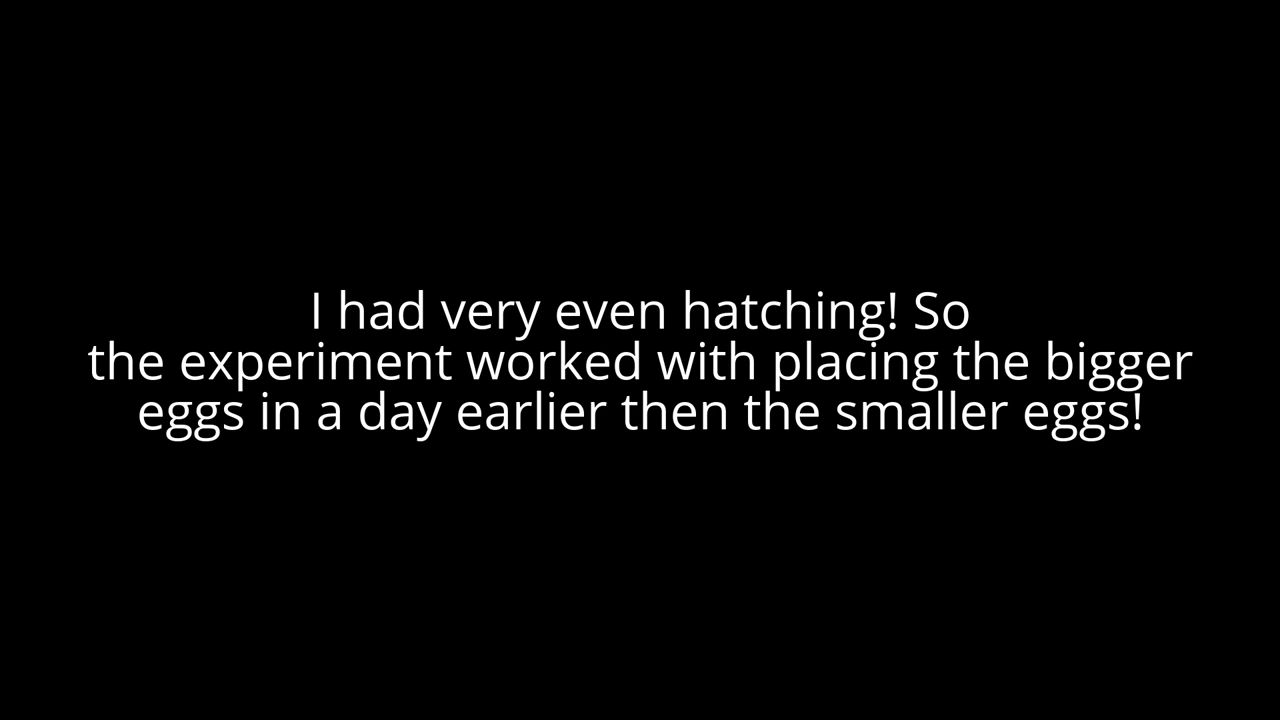 I had very even hatching! So
the experiment worked with placing the bigger
eggs in a day earlier then the smaller eggs!